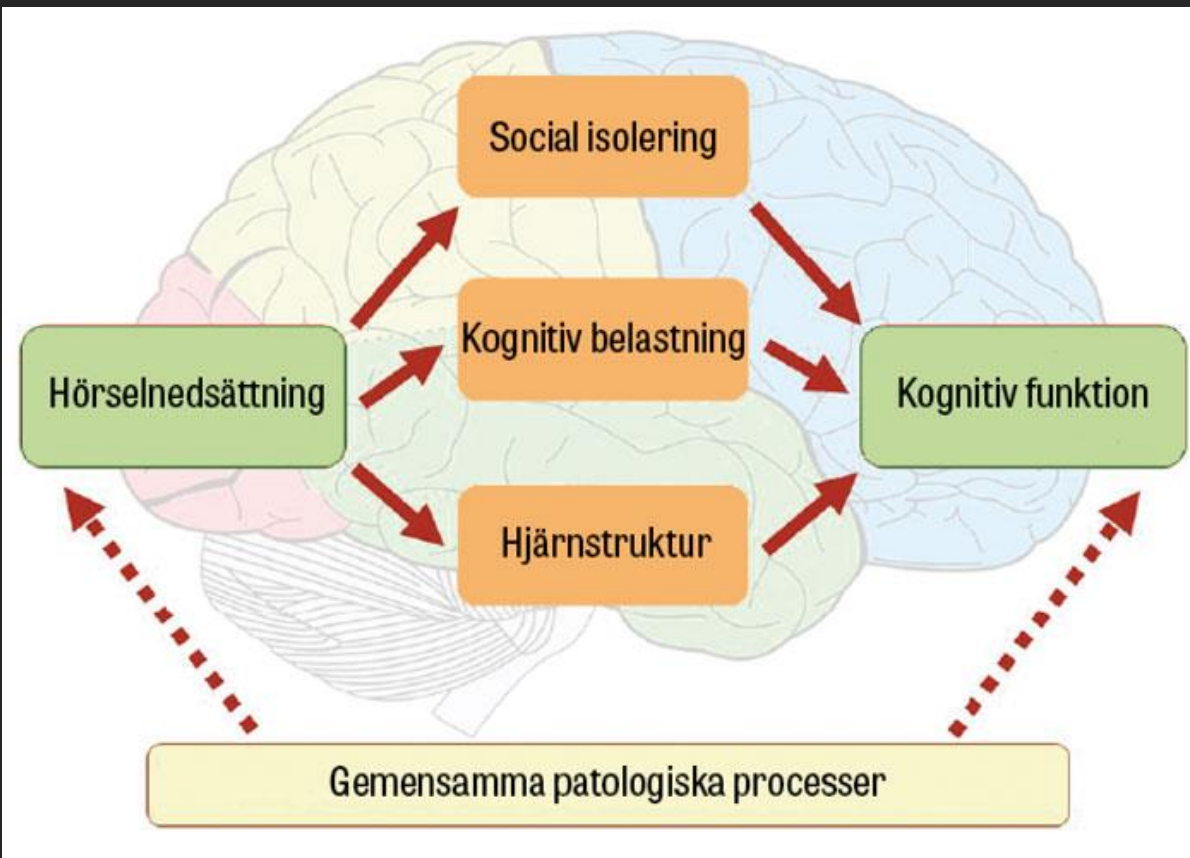 Social isolering
Kognitiv belastning
Hörselnedsättning
Kognitiv funktion
Hjärnstruktur
Gemensamma patologiska processer